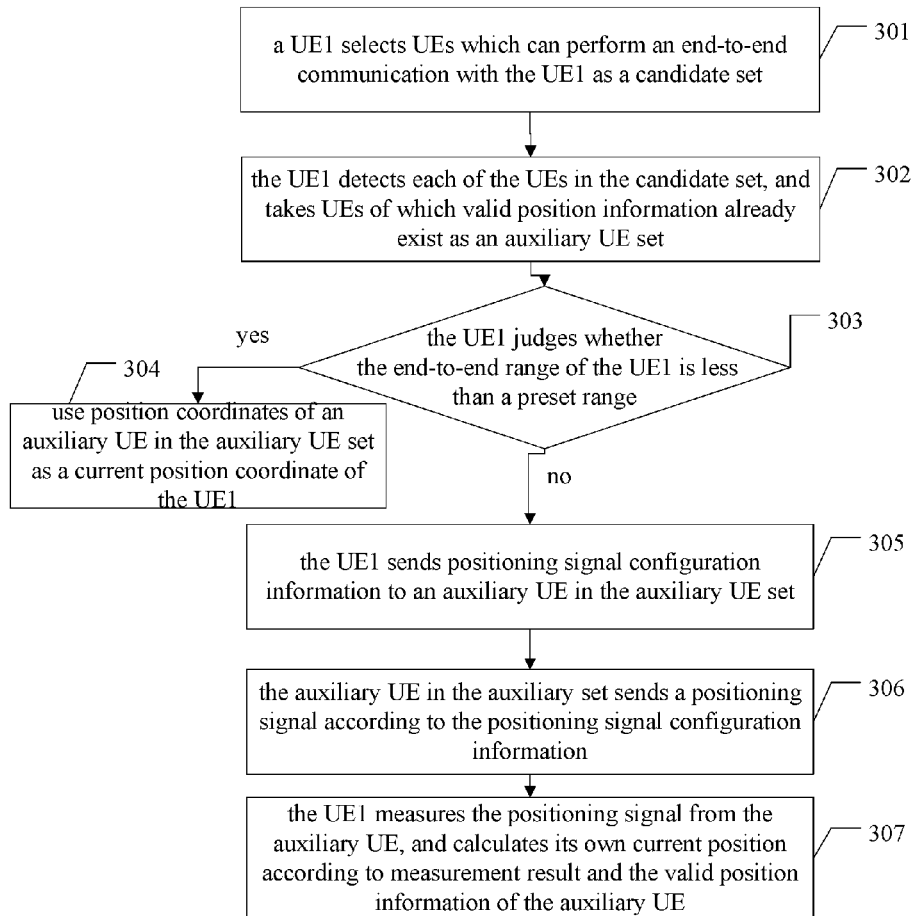 a UE1 selects UEs which can perform an end-to-end
communication with the UE1 as a candidate set
301
the UE1 detects each of the UEs in the candidate set, and
takes UEs of which valid position information already
exist as an auxiliary UE set
302
the UE1 judges whether
the end-to-end range of the UE1 is less
than a preset range
303
yes
304
use position coordinates of an
auxiliary UE in the auxiliary UE set
as a current position coordinate of
the UE1
no
the UE1 sends positioning signal configuration
information to an auxiliary UE in the auxiliary UE set
305
the auxiliary UE in the auxiliary set sends a positioning
signal according to the positioning signal configuration
information
306
the UE1 measures the positioning signal from the
auxiliary UE, and calculates its own current position
according to measurement result and the valid position
information of the auxiliary UE
307